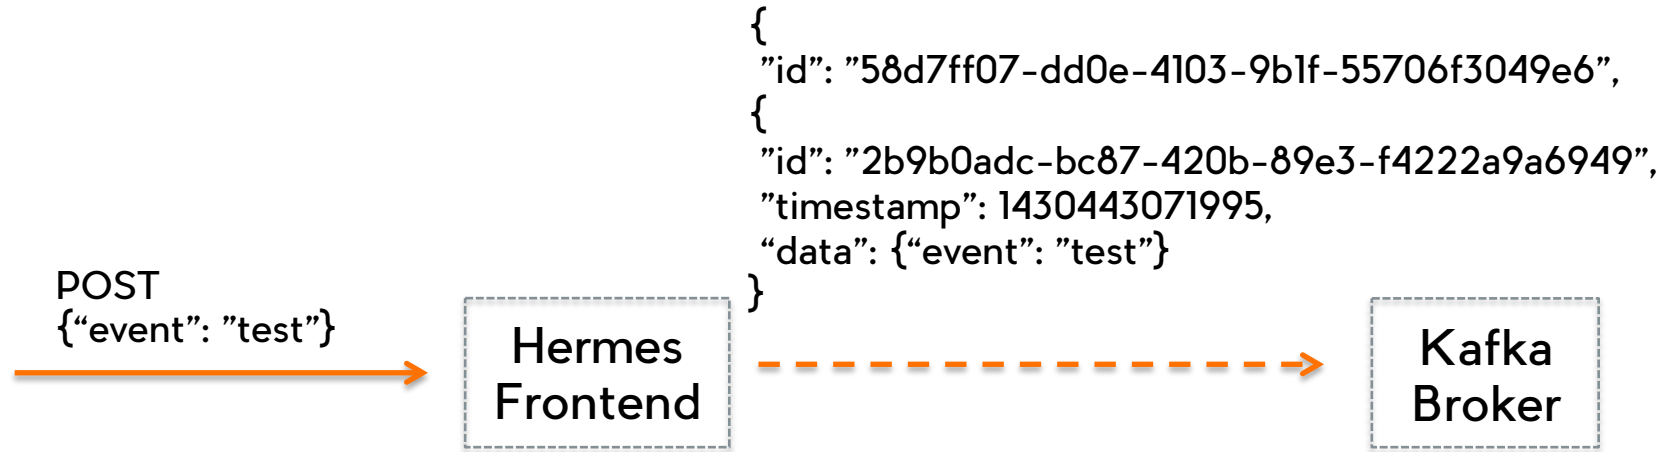 {
”id”: ”58d7ff07-dd0e-4103-9b1f-55706f3049e6”,
{
”id”: ”2b9b0adc-bc87-420b-89e3-f4222a9a6949”,
”timestamp”: 1430443071995,
“data”: {“event”: ”test”}
}
POST
{“event”: ”test”}
Hermes
Frontend
Kafka
Broker